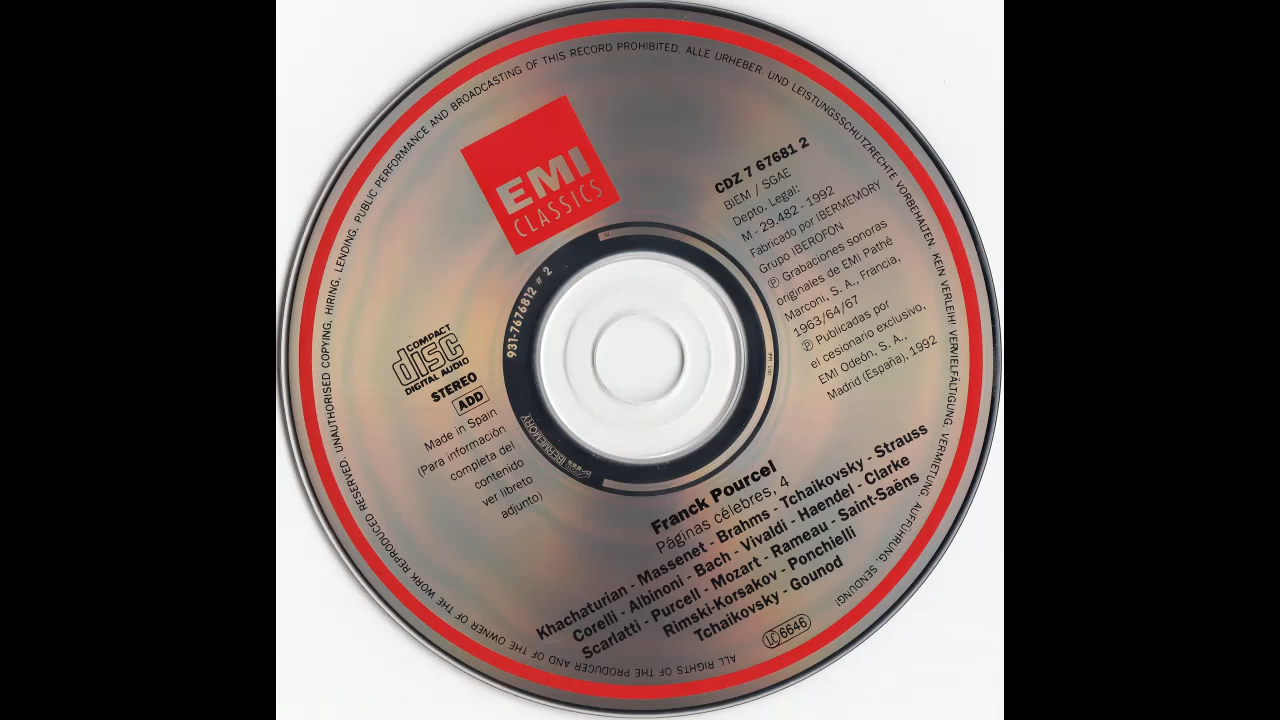 ALL RIGHTS OF THE PRODUCER AND OF THE OWNER OF THE WORK REPRODUCED RESERVED. UNAUTHORISED COPYING, HIRING, LENDING, PUBLIC PERFORMANCE AND BROADCASTING OF THIS RECORD PROHIBITED. ALLE URHEBER- UND LEISTUNGSSCHUTZRECHTE VORBEHALTEN. KEIN VERLEIH! VERVIELFÄLTIGUNG, VERMIETUNG, AUFFÜHRUNG, SENDUNG!
EMI
CLASSICS
CDZ 7 67681 2
BIEM / SGAE
Depto. Legal:
M - 29.482 - 1992
Fabricado por IBERMEMORY
Grupo IBEROFON
Ⓟ Grabaciones sonoras
originales de EMI Pathé
Marconi, S. A., Francia,
1963/64/67
Ⓟ Publicadas por
el cesionario exclusivo,
EMI Odeón, S. A.,
Madrid (España), 1992
931-7676812 # 2
IBERMEMORY
COMPACT
disc
DIGITAL AUDIO
STEREO
ADD
Made in Spain
(Para información
completa del
contenido
ver libreto
adjunto)
Franck Pourcel
Páginas célebres, 4
Khachaturian - Massenet - Brahms - Tchaikovsky - Strauss
Corelli - Albinoni - Bach - Vivaldi - Haendel - Clarke
Scarlatti - Purcell - Mozart - Rameau - Saint-Saëns
Rimski-Korsakov - Ponchielli
Tchaikovsky - Gounod
LC 6646